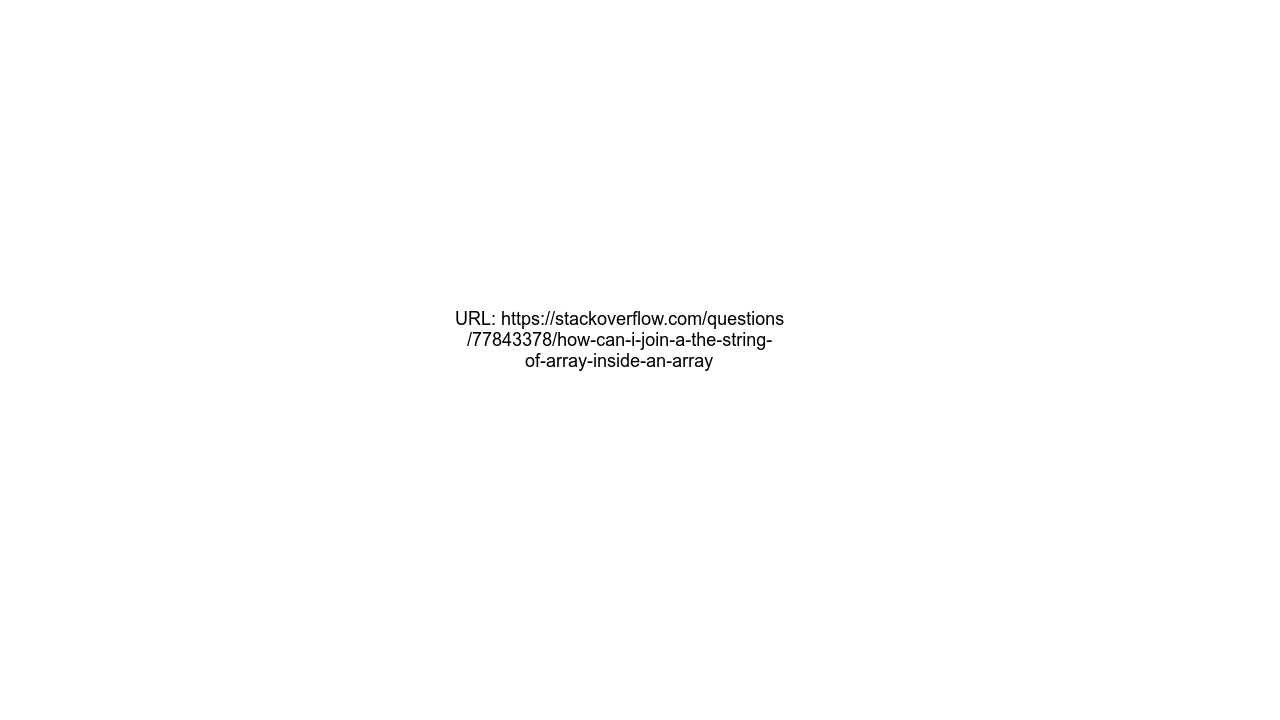 URL: https://stackoverflow.com/questions
/77843378/how-can-i-join-a-the-string-
of-array-inside-an-array